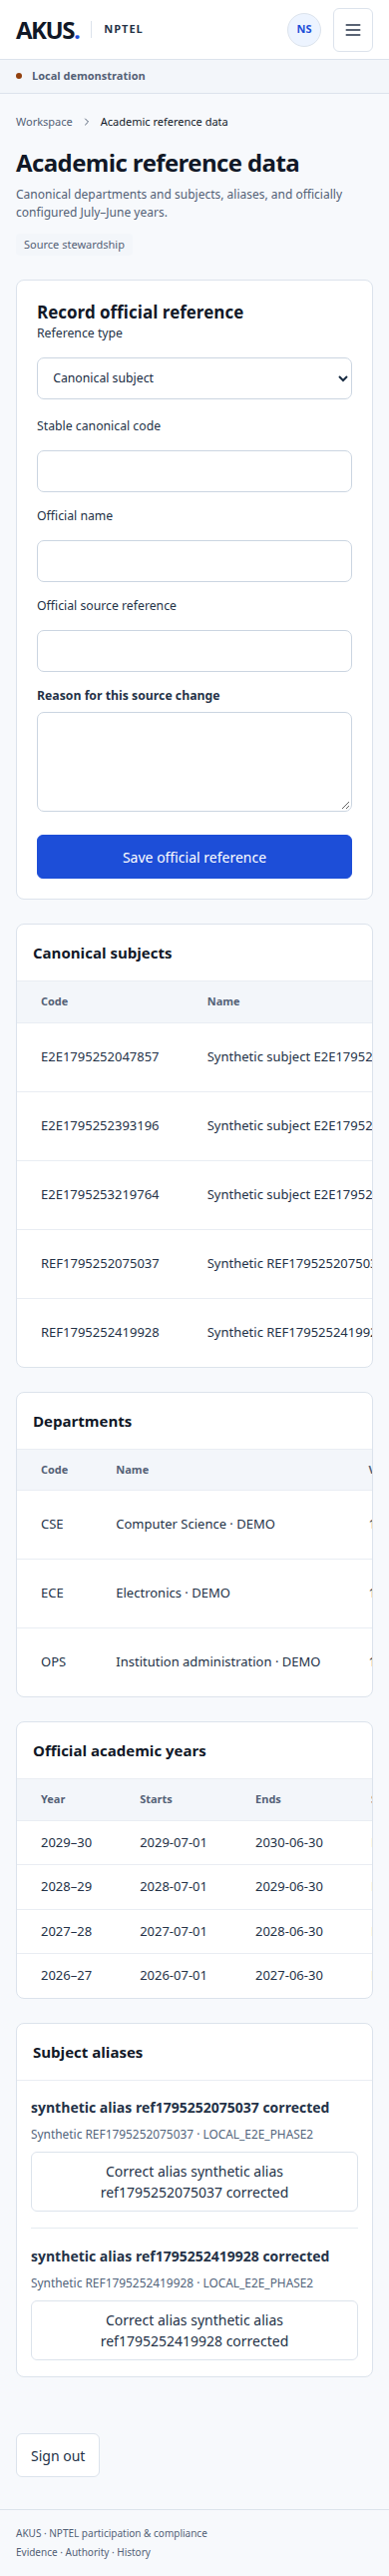 AKUS. NPTEL NS
Local demonstration
Workspace > Academic reference data
Academic reference data
Canonical departments and subjects, aliases, and officially
configured July–June years.
Source stewardship
Record official reference
Reference type
Canonical subject
Stable canonical code
Official name
Official source reference
Reason for this source change
Save official reference
Canonical subjects
Code Name
E2E1795252047857 Synthetic subject E2E17952
E2E1795252393196 Synthetic subject E2E17952
E2E1795253219764 Synthetic subject E2E17952
REF1795252075037 Synthetic REF179525207503
REF1795252419928 Synthetic REF179525241992
Departments
Code Name
CSE Computer Science · DEMO
ECE Electronics · DEMO
OPS Institution administration · DEMO
Official academic years
Year Starts Ends
2029–30 2029-07-01 2030-06-30
2028–29 2028-07-01 2029-06-30
2027–28 2027-07-01 2028-06-30
2026–27 2026-07-01 2027-06-30
Subject aliases
synthetic alias ref1795252075037 corrected
Synthetic REF1795252075037 · LOCAL_E2E_PHASE2
Correct alias synthetic alias
ref1795252075037 corrected
synthetic alias ref1795252419928 corrected
Synthetic REF1795252419928 · LOCAL_E2E_PHASE2
Correct alias synthetic alias
ref1795252419928 corrected
Sign out
AKUS · NPTEL participation & compliance
Evidence · Authority · History